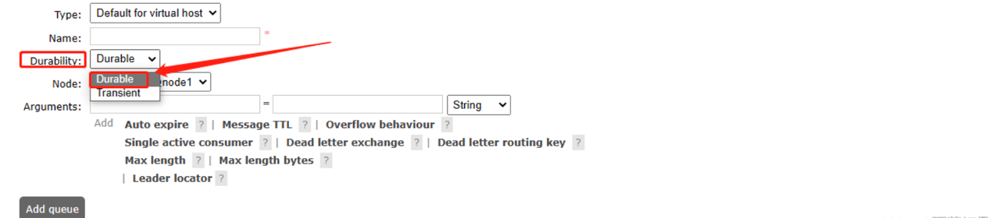 Type: Default for virtual host
Name: *
Durability: Durable
Durable
Node: node1
Transient
Arguments: = String
Add Auto expire ? | Message TTL ? | Overflow behaviour ?
Single active consumer ? | Dead letter exchange ? | Dead letter routing key ?
Max length ? | Max length bytes ?
| Leader locator ?
Add queue